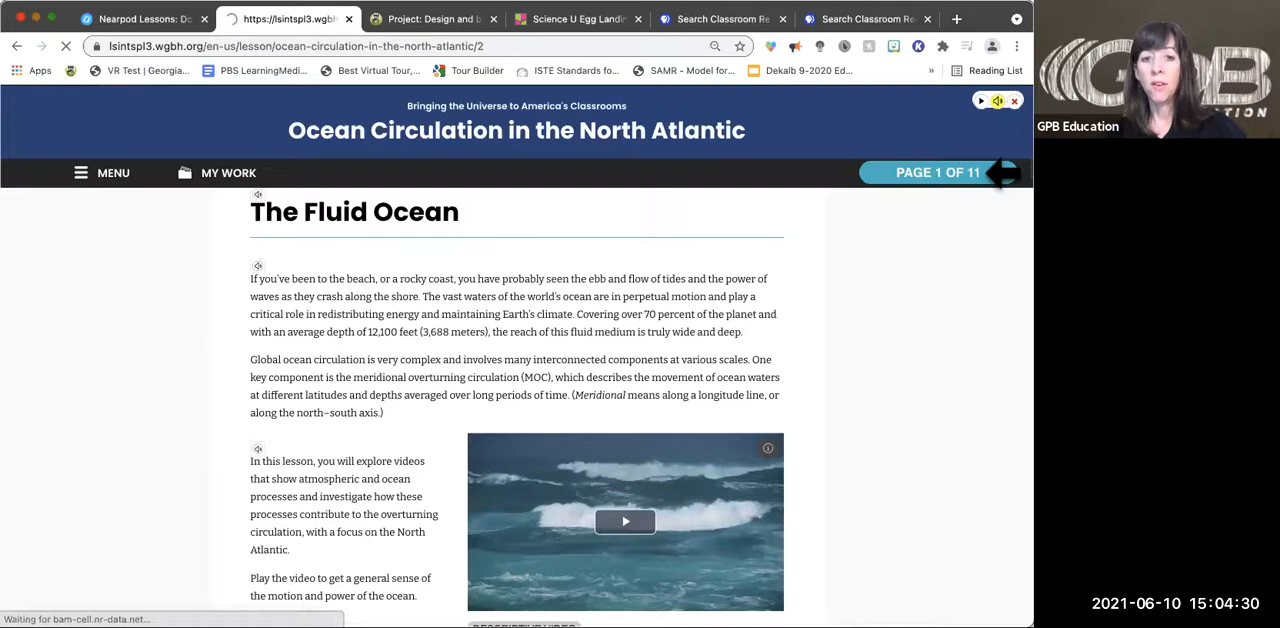 Nearpod Lessons: Do
https://lsintspl3.wgbh
Project: Design and b
Science U Egg Landi
Search Classroom Re
Search Classroom Re
lsintspl3.wgbh.org/en-us/lesson/ocean-circulation-in-the-north-atlantic/2
Apps
VR Test | Georgia...
PBS LearningMedi...
Best Virtual Tour,...
Tour Builder
ISTE Standards fo...
SAMR - Model for...
Dekalb 9-2020 Ed...
»
Reading List
Bringing the Universe to America's Classrooms
Ocean Circulation in the North Atlantic
MENU
MY WORK
PAGE 1 OF 11
The Fluid Ocean
If you've been to the beach, or a rocky coast, you have probably seen the ebb and flow of tides and the power of
waves as they crash along the shore. The vast waters of the world's ocean are in perpetual motion and play a
critical role in redistributing energy and maintaining Earth's climate. Covering over 70 percent of the planet and
with an average depth of 12,100 feet (3,688 meters), the reach of this fluid medium is truly wide and deep.
Global ocean circulation is very complex and involves many interconnected components at various scales. One
key component is the meridional overturning circulation (MOC), which describes the movement of ocean waters
at different latitudes and depths averaged over long periods of time. (Meridional means along a longitude line, or
along the north–south axis.)
In this lesson, you will explore videos
that show atmospheric and ocean
processes and investigate how these
processes contribute to the overturning
circulation, with a focus on the North
Atlantic.
Play the video to get a general sense of
the motion and power of the ocean.
DESCRIPTIVE VIDEO
Waiting for bam-cell.nr-data.net...
GPB
GPB Education
2021-06-10 15:04:30